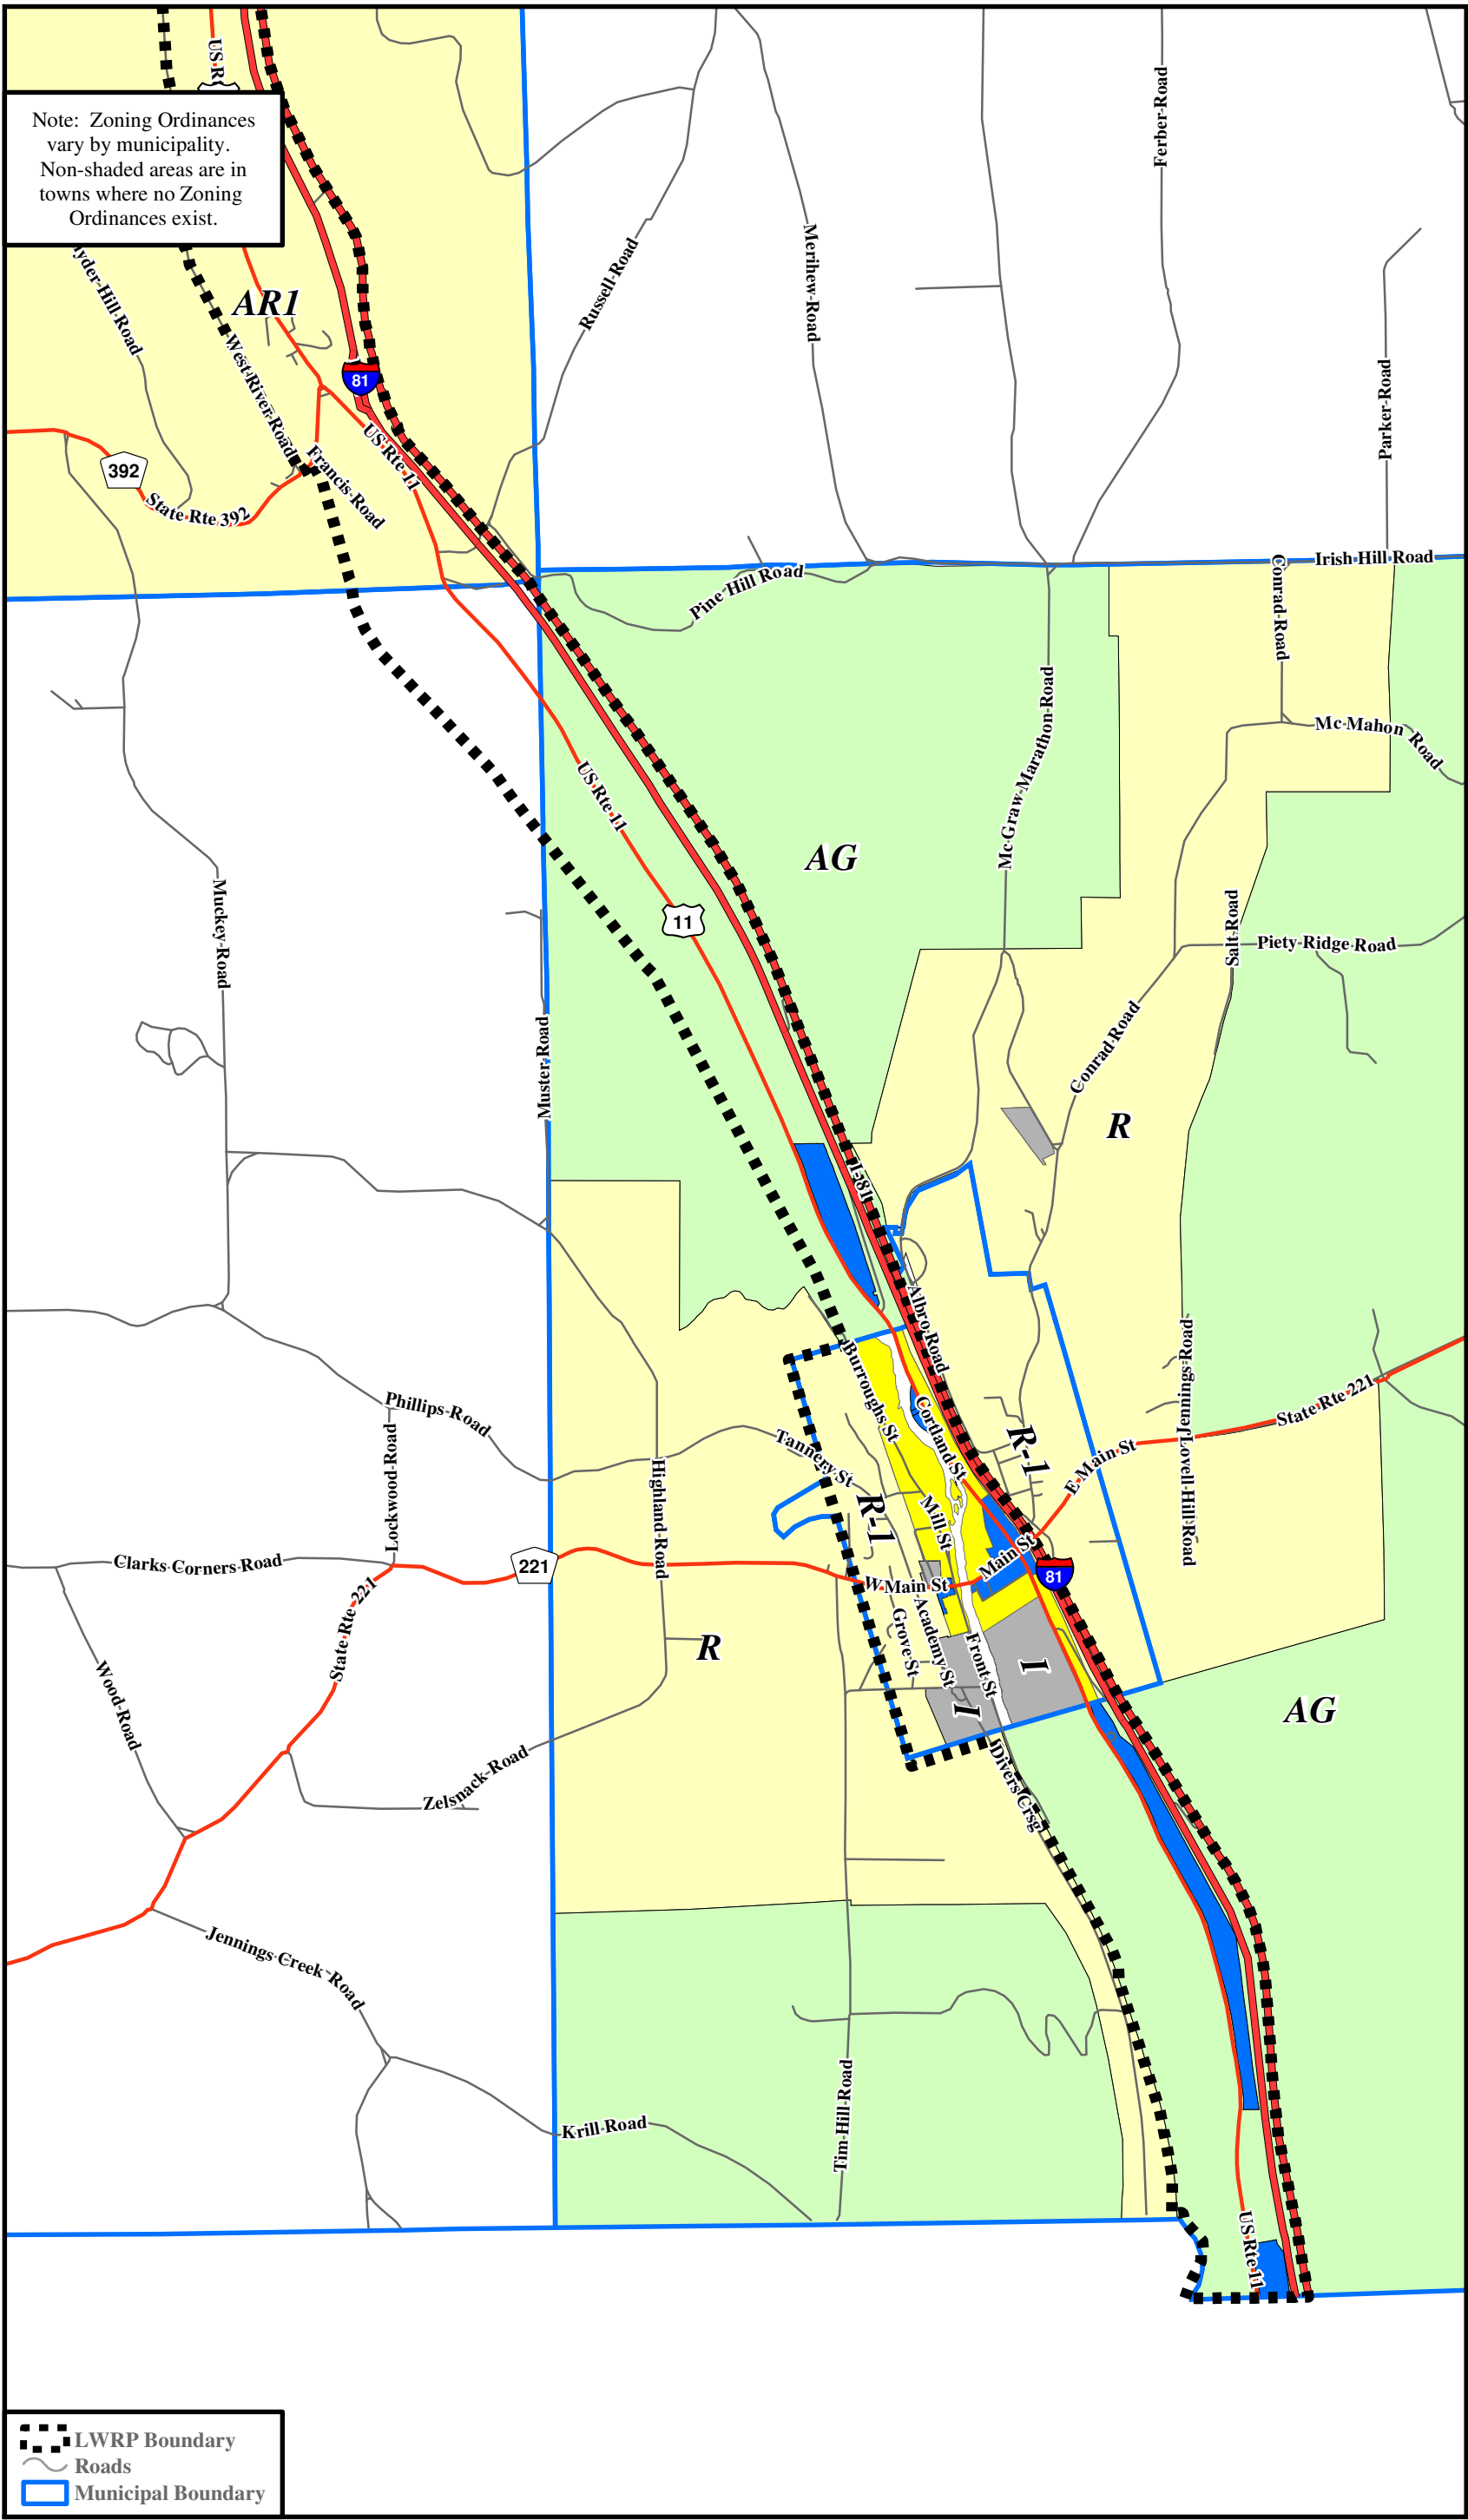 US Rt
Note: Zoning Ordinances
vary by municipality.
Non-shaded areas are in
towns where no Zoning
Ordinances exist.
Ferber Road
Merihew Road
Russell Road
yder Hill Road
AR1
West River Road
81
Parker Road
US Rte 11
392
State Rte 392
Francis Road
Irish Hill Road
Conrad Road
Pine Hill Road
Mc Graw Marathon Road
Mc Mahon Road
US Rte 11
AG
11
Muckey Road
Salt Road
Piety Ridge Road
Muster Road
Conrad Road
R
I-81
Albro Road
Burroughs St
Cortland St
Jennings Road
State Rte 221
Phillips Road
Lockwood Road
Tannery St
R-1
R-1
E Main St
Lovell Hill Road
Highland Road
Mill St
Main St
Clarks Corners Road
221
81
W Main St
State Rte 221
Grove St
Academy St
Front St
R
I
I
Wood Road
AG
Zelsnack Road
Divers Crsg
Jennings Creek Road
Krill Road
Tim Hill Road
US Rte 11
LWRP Boundary
Roads
Municipal Boundary